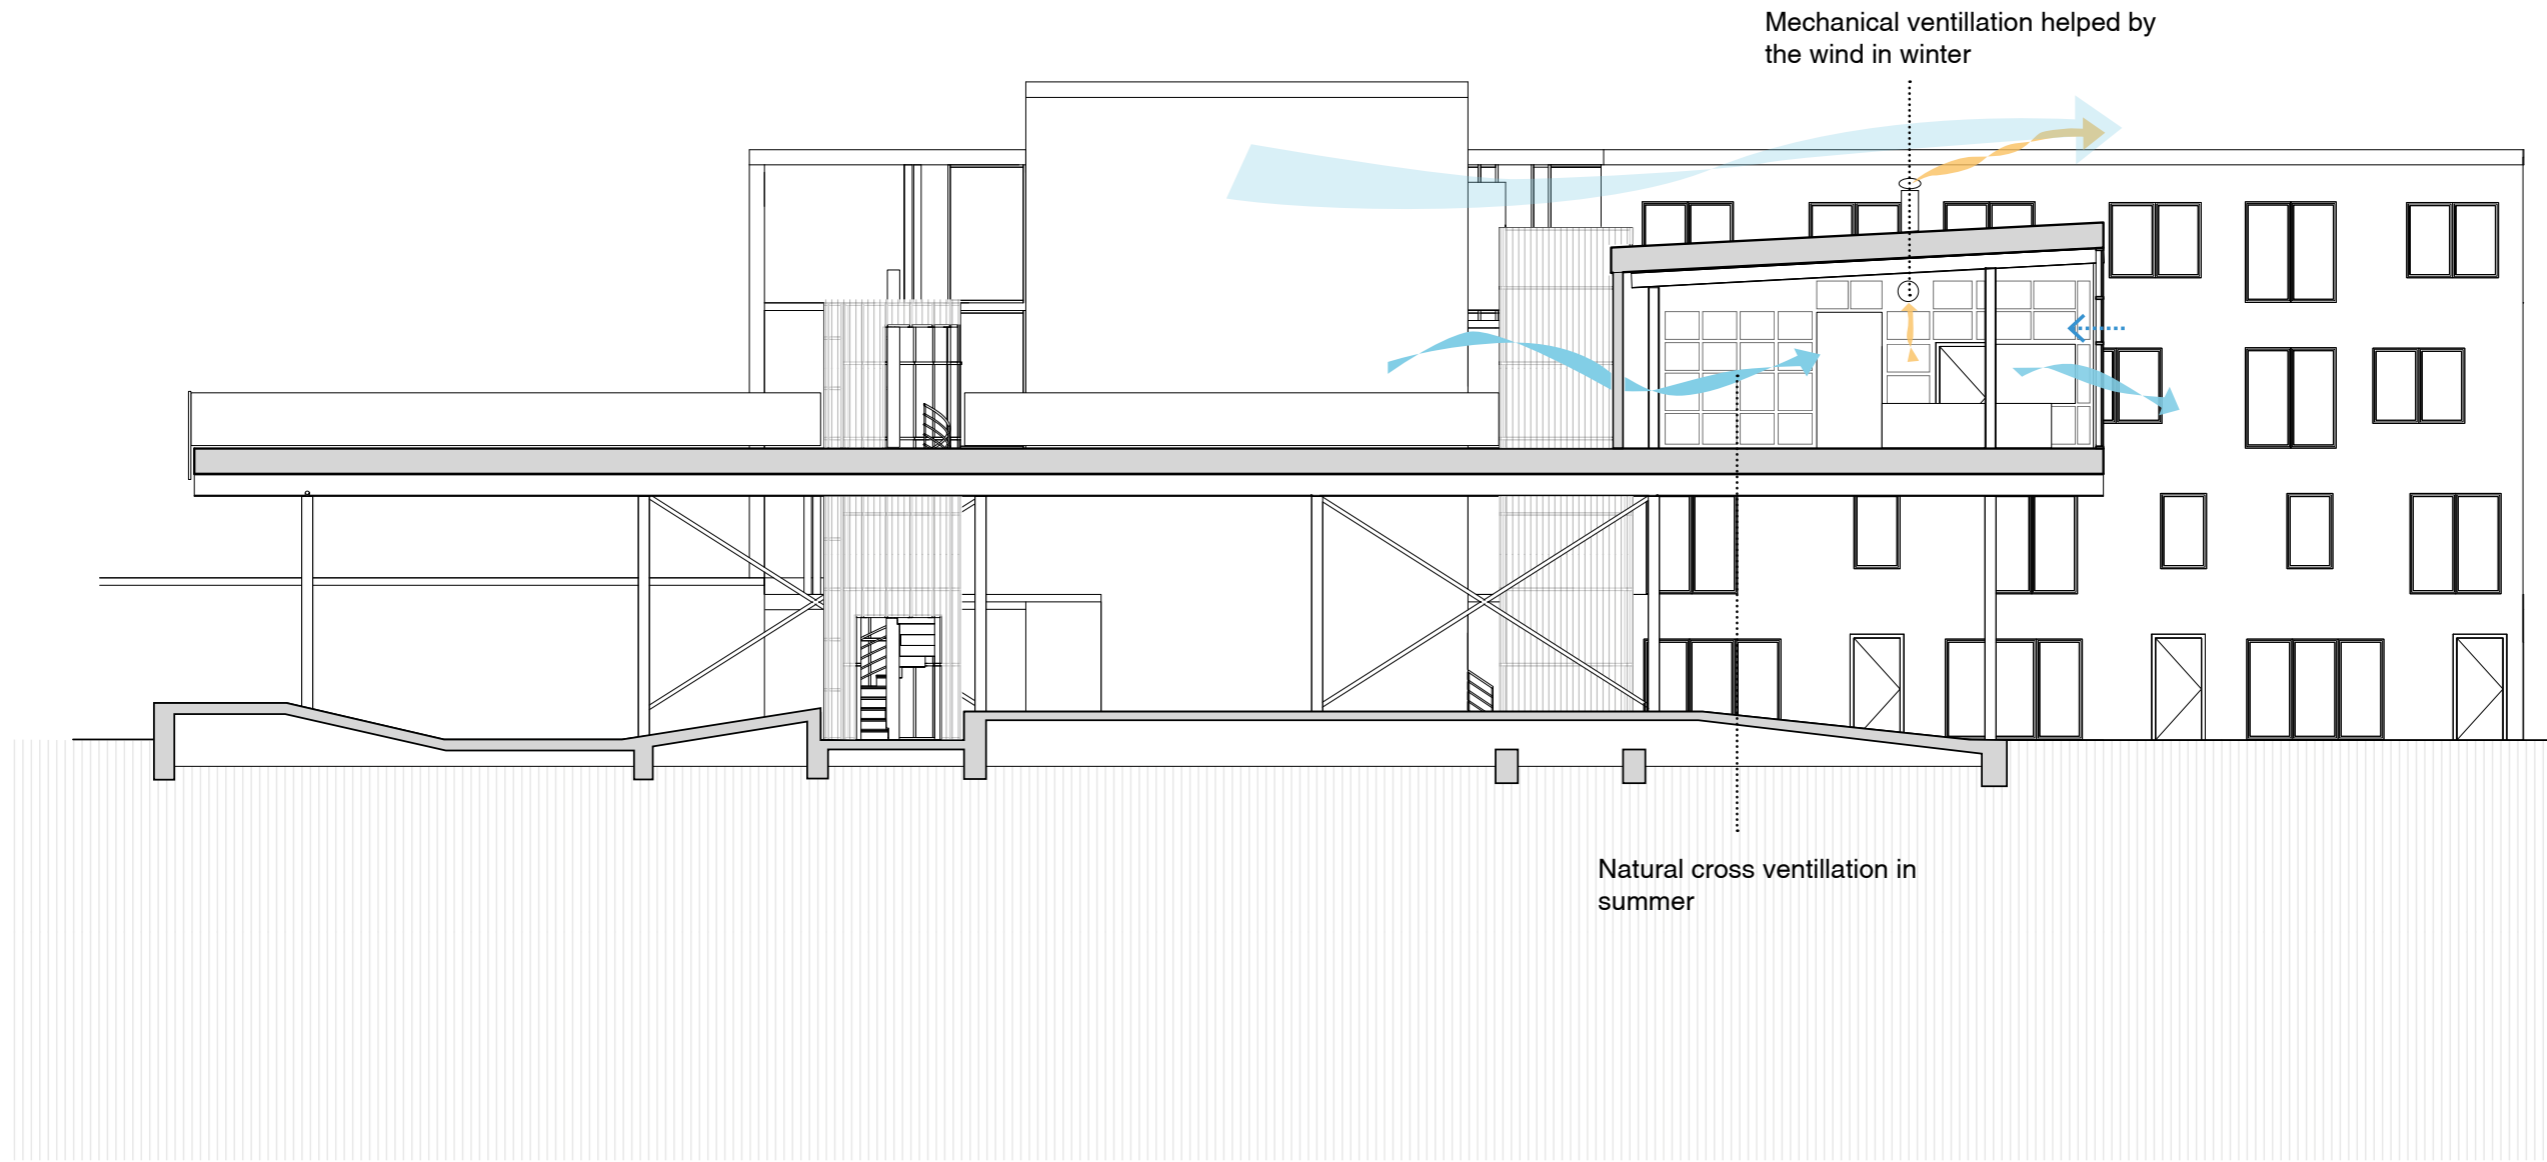 Mechanical ventillation helped by
the wind in winter
Natural cross ventillation in
summer